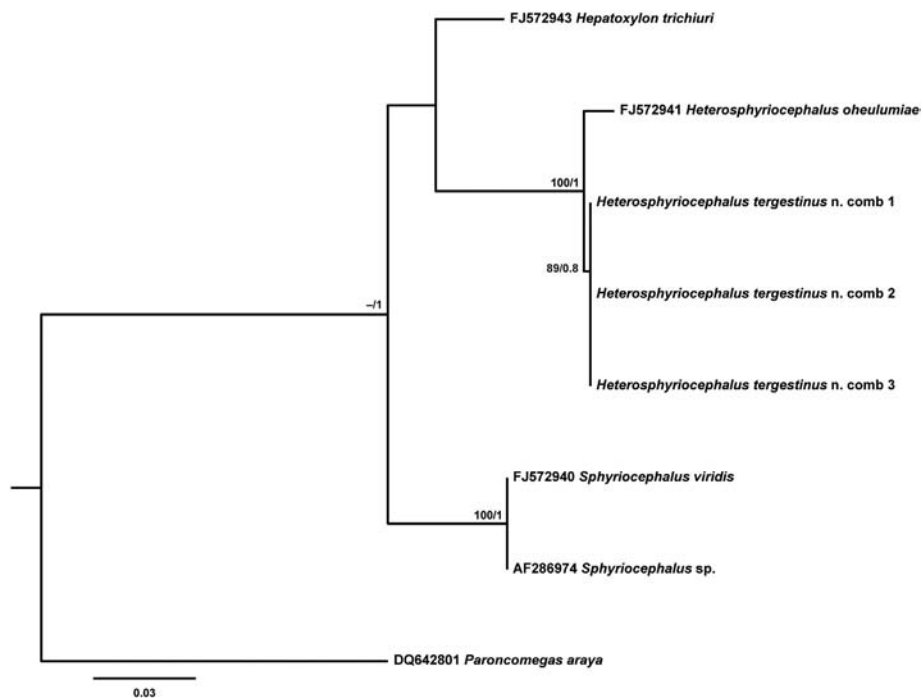 FJ572943 Hepatoxylon trichiuri
FJ572941 Heterosphyriocephalus oheulumiae
100/1
Heterosphyriocephalus tergestinus n. comb 1
89/0.8
Heterosphyriocephalus tergestinus n. comb 2
–/1
Heterosphyriocephalus tergestinus n. comb 3
FJ572940 Sphyriocephalus viridis
100/1
AF286974 Sphyriocephalus sp.
DQ642801 Paroncomegas araya
0.03